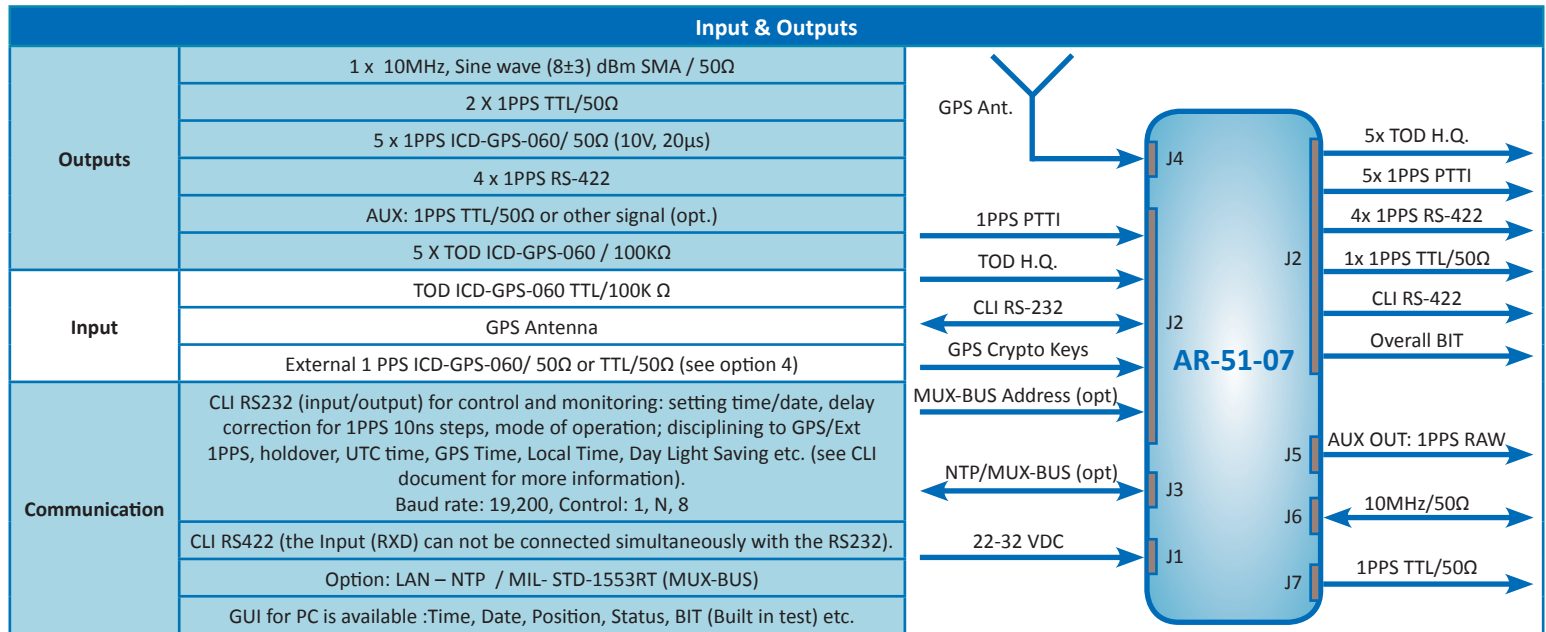 Input & Outputs
Outputs
1 x 10MHz, Sine wave (8±3) dBm SMA / 50Ω
2 X 1PPS TTL/50Ω
5 x 1PPS ICD-GPS-060/ 50Ω (10V, 20µs)
4 x 1PPS RS-422
AUX: 1PPS TTL/50Ω or other signal (opt.)
5 X TOD ICD-GPS-060 / 100KΩ
Input
TOD ICD-GPS-060 TTL/100K Ω
GPS Antenna
External 1 PPS ICD-GPS-060/ 50Ω or TTL/50Ω (see option 4)
Communication
CLI RS232 (input/output) for control and monitoring: setting time/date, delay
correction for 1PPS 10ns steps, mode of operation; disciplining to GPS/Ext
1PPS, holdover, UTC time, GPS Time, Local Time, Day Light Saving etc. (see CLI
document for more information).
Baud rate: 19,200, Control: 1, N, 8
CLI RS422 (the Input (RXD) can not be connected simultaneously with the RS232).
Option: LAN – NTP / MIL- STD-1553RT (MUX-BUS)
GUI for PC is available :Time, Date, Position, Status, BIT (Built in test) etc.
GPS Ant.
J4
1PPS PTTI
TOD H.Q.
CLI RS-232
J2
GPS Crypto Keys
MUX-BUS Address (opt)
NTP/MUX-BUS (opt)
J3
22-32 VDC
J1
AR-51-07
5x TOD H.Q.
5x 1PPS PTTI
4x 1PPS RS-422
J2
1x 1PPS TTL/50Ω
CLI RS-422
Overall BIT
AUX OUT: 1PPS RAW
J5
10MHz/50Ω
J6
1PPS TTL/50Ω
J7